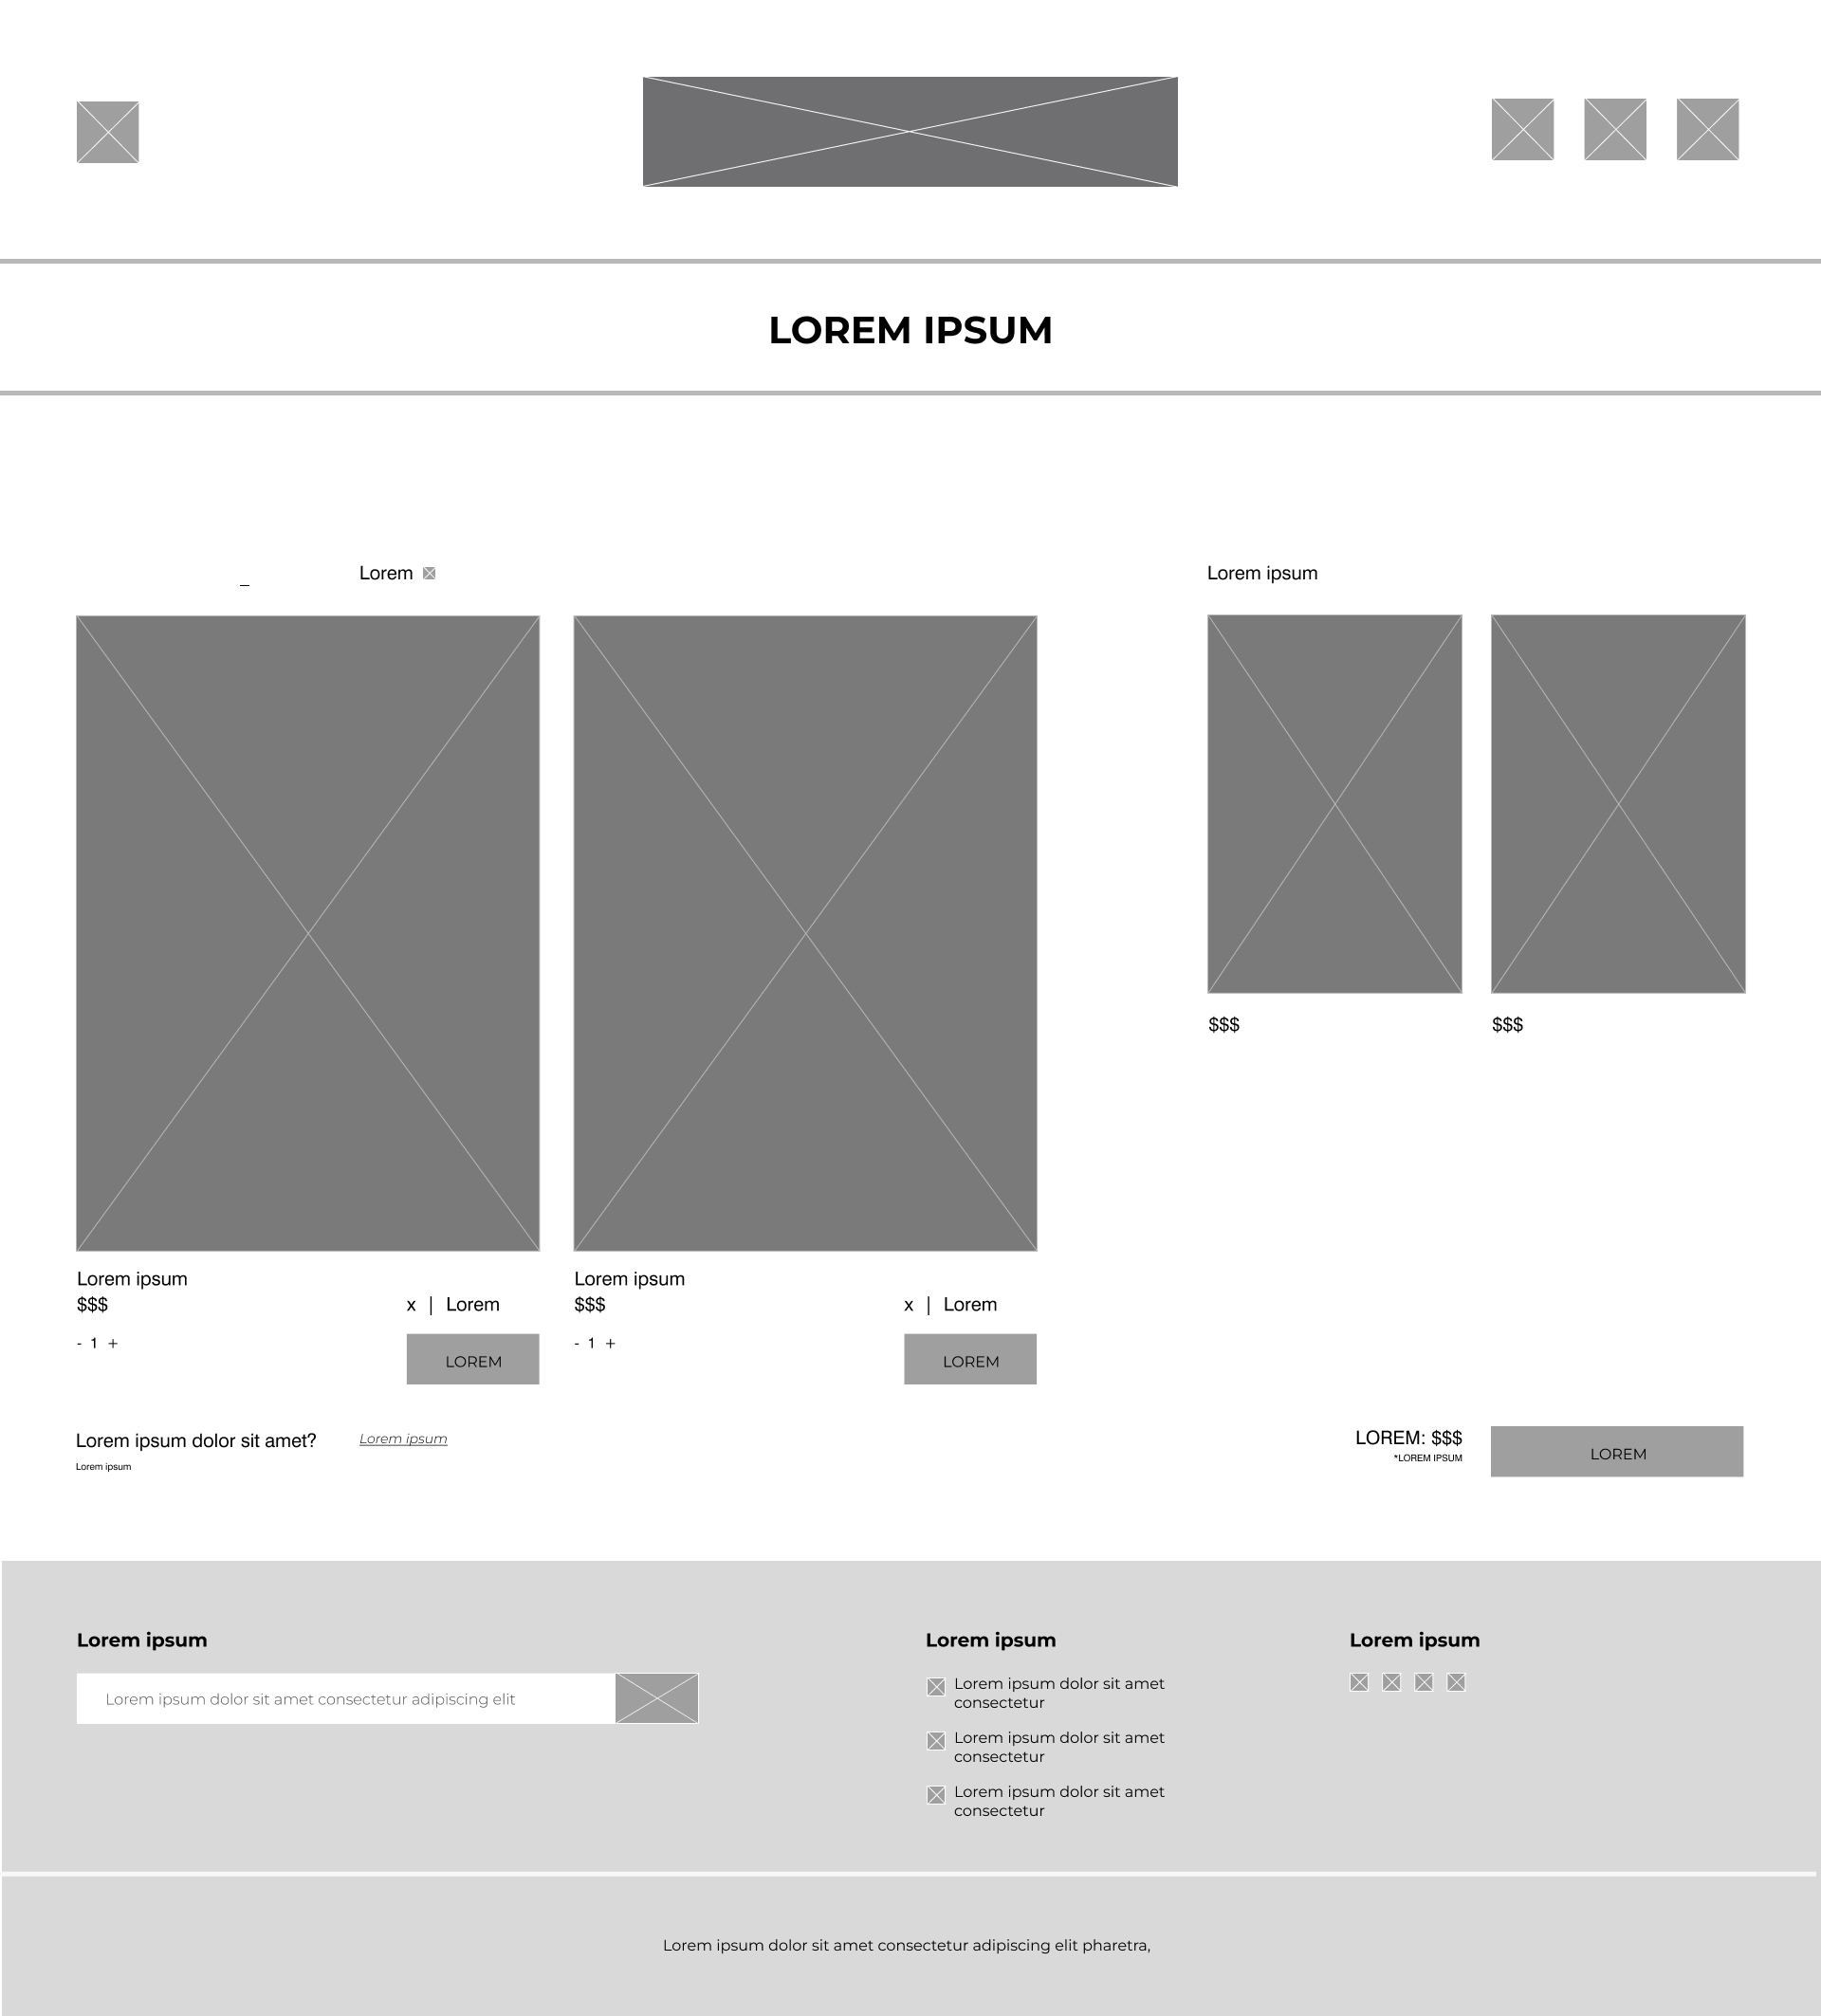 LOREM IPSUM
_
Lorem
Lorem ipsum
$$$
$$$
Lorem ipsum
$$$
x | Lorem
- 1 +
LOREM
Lorem ipsum
$$$
x | Lorem
- 1 +
LOREM
Lorem ipsum dolor sit amet?
Lorem ipsum
Lorem ipsum
LOREM: $$$
*LOREM IPSUM
LOREM
Lorem ipsum
Lorem ipsum dolor sit amet consectetur adipiscing elit
Lorem ipsum
Lorem ipsum dolor sit amet
consectetur
Lorem ipsum dolor sit amet
consectetur
Lorem ipsum dolor sit amet
consectetur
Lorem ipsum
Lorem ipsum dolor sit amet consectetur adipiscing elit pharetra,